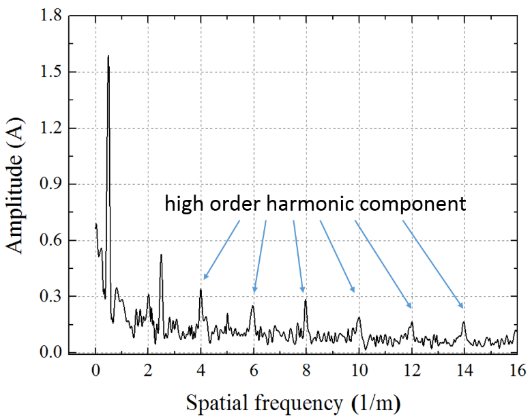 1.8
1.5
1.2
0.9
0.6
0.3
0.0
high order harmonic component
0 2 4 6 8 10 12 14 16
Amplitude (A)
Spatial frequency (1/m)